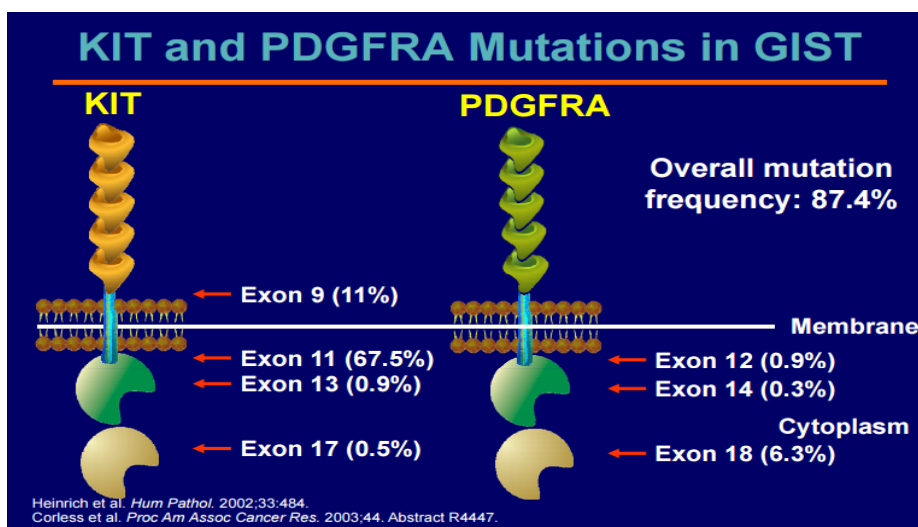 KIT and PDGFRA Mutations in GIST
KIT
PDGFRA
Overall mutation
frequency: 87.4%
Exon 9 (11%)
Membrane
Exon 11 (67.5%)
Exon 13 (0.9%)
Exon 12 (0.9%)
Exon 14 (0.3%)
Cytoplasm
Exon 17 (0.5%)
Exon 18 (6.3%)
Heinrich et al. Hum Pathol. 2002;33:484.
Corless et al. Proc Am Assoc Cancer Res. 2003;44. Abstract R4447.